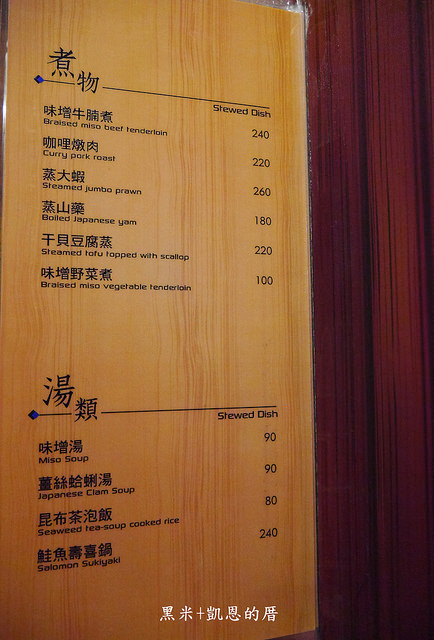 煮物
Stewed Dish
味增牛腩煮
Braised miso beef tenderloin
240
咖哩燉肉
Curry pork roast
220
蒸大蝦
Steamed jumbo prawn
260
蒸山藥
Boiled Japanese yam
180
干貝豆腐蒸
Steamed tofu topped with scallop
220
味增野菜煮
Braised miso vegetable tenderloin
100
湯類
Stewed Dish
味增湯
Miso Soup
90
薑絲蛤蜊湯
Japanese Clam Soup
90
昆布茶泡飯
Seaweed tea-soup cooked rice
80
鮭魚壽喜鍋
Salomon Sukiyaki
240
黑米+凱恩的厝